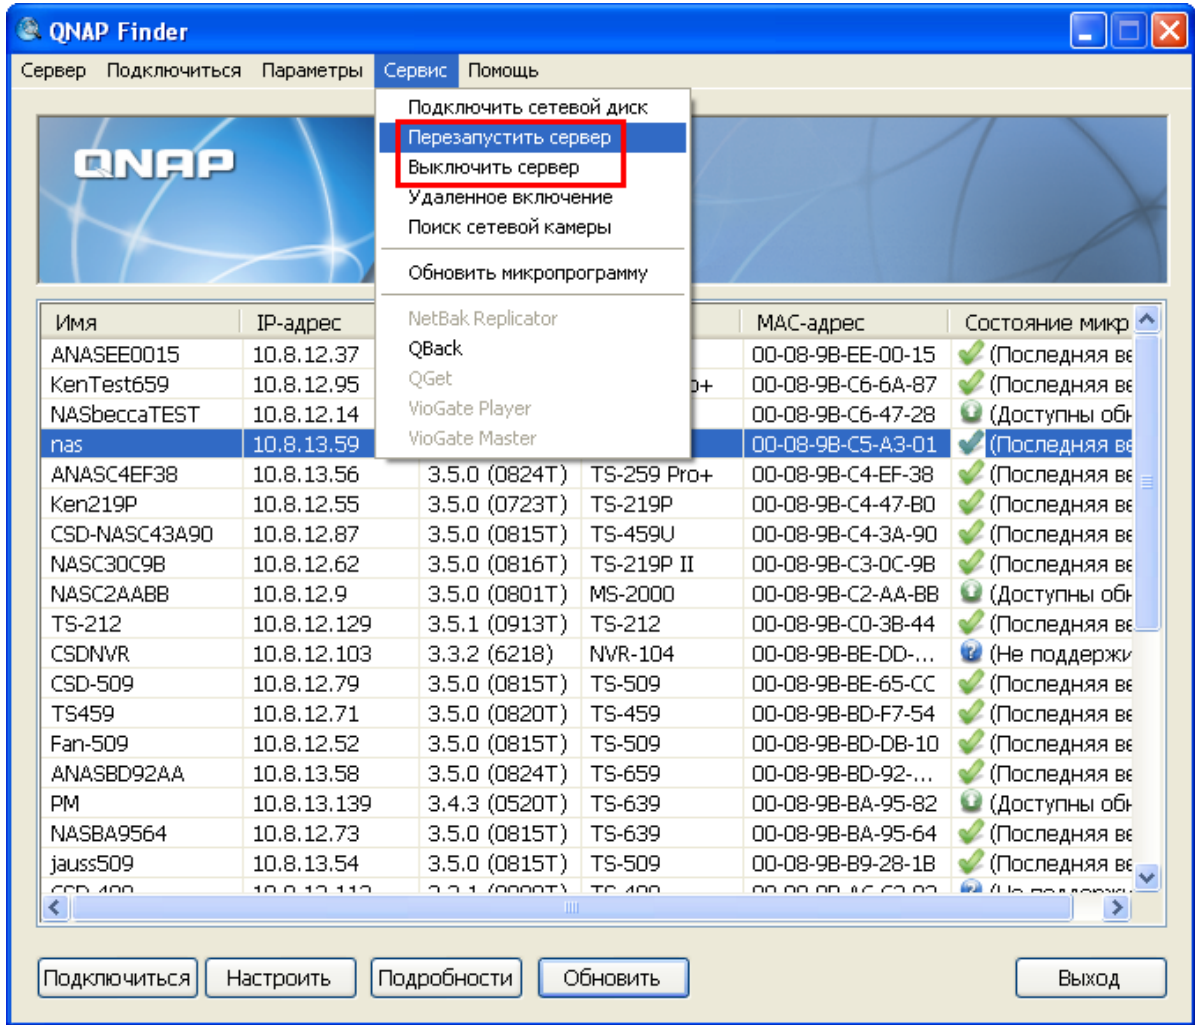 QNAP Finder
Сервер Подключиться Параметры Сервис Помощь
Подключить сетевой диск
QNAP
Перезапустить сервер
Выключить сервер
Удаленное включение
Поиск сетевой камеры
Обновить микропрограмму
NetBak Replicator
QBack
QGet
VioGate Player
VioGate Master
Имя IP-адрес MAC-адрес Состояние микр
ANASEE0015 10.8.12.37 00-08-9B-EE-00-15 (Последняя ве
KenTest659 10.8.12.95 o+ 00-08-9B-C6-6A-87 (Последняя ве
NASbeccaTEST 10.8.12.14 00-08-9B-C6-47-28 (Доступны обн
nas 10.8.13.59 00-08-9B-C5-A3-01 (Последняя ве
ANASC4EF38 10.8.13.56 3.5.0 (0824T) TS-259 Pro+ 00-08-9B-C4-EF-38 (Последняя ве
Ken219P 10.8.12.55 3.5.0 (0723T) TS-219P 00-08-9B-C4-47-B0 (Последняя ве
CSD-NASC43A90 10.8.12.87 3.5.0 (0815T) TS-459U 00-08-9B-C4-3A-90 (Последняя ве
NASC30C9B 10.8.12.62 3.5.0 (0816T) TS-219P II 00-08-9B-C3-0C-9B (Последняя ве
NASC2AABB 10.8.12.9 3.5.0 (0801T) MS-2000 00-08-9B-C2-AA-BB (Доступны обн
TS-212 10.8.12.129 3.5.1 (0913T) TS-212 00-08-9B-C0-3B-44 (Последняя ве
CSDNVR 10.8.12.103 3.3.2 (6218) NVR-104 00-08-9B-BE-DD-... (Не поддержи
CSD-509 10.8.12.79 3.5.0 (0815T) TS-509 00-08-9B-BE-65-CC (Последняя ве
TS459 10.8.12.71 3.5.0 (0820T) TS-459 00-08-9B-BD-F7-54 (Последняя ве
Fan-509 10.8.12.52 3.5.0 (0815T) TS-509 00-08-9B-BD-DB-10 (Последняя ве
ANASBD92AA 10.8.13.58 3.5.0 (0824T) TS-659 00-08-9B-BD-92-... (Последняя ве
PM 10.8.13.139 3.4.3 (0520T) TS-639 00-08-9B-BA-95-82 (Доступны обн
NASBA9564 10.8.12.73 3.5.0 (0815T) TS-639 00-08-9B-BA-95-64 (Последняя ве
jauss509 10.8.13.54 3.5.0 (0815T) TS-509 00-08-9B-B9-28-1B (Последняя ве
Подключиться Настроить Подробности Обновить Выход